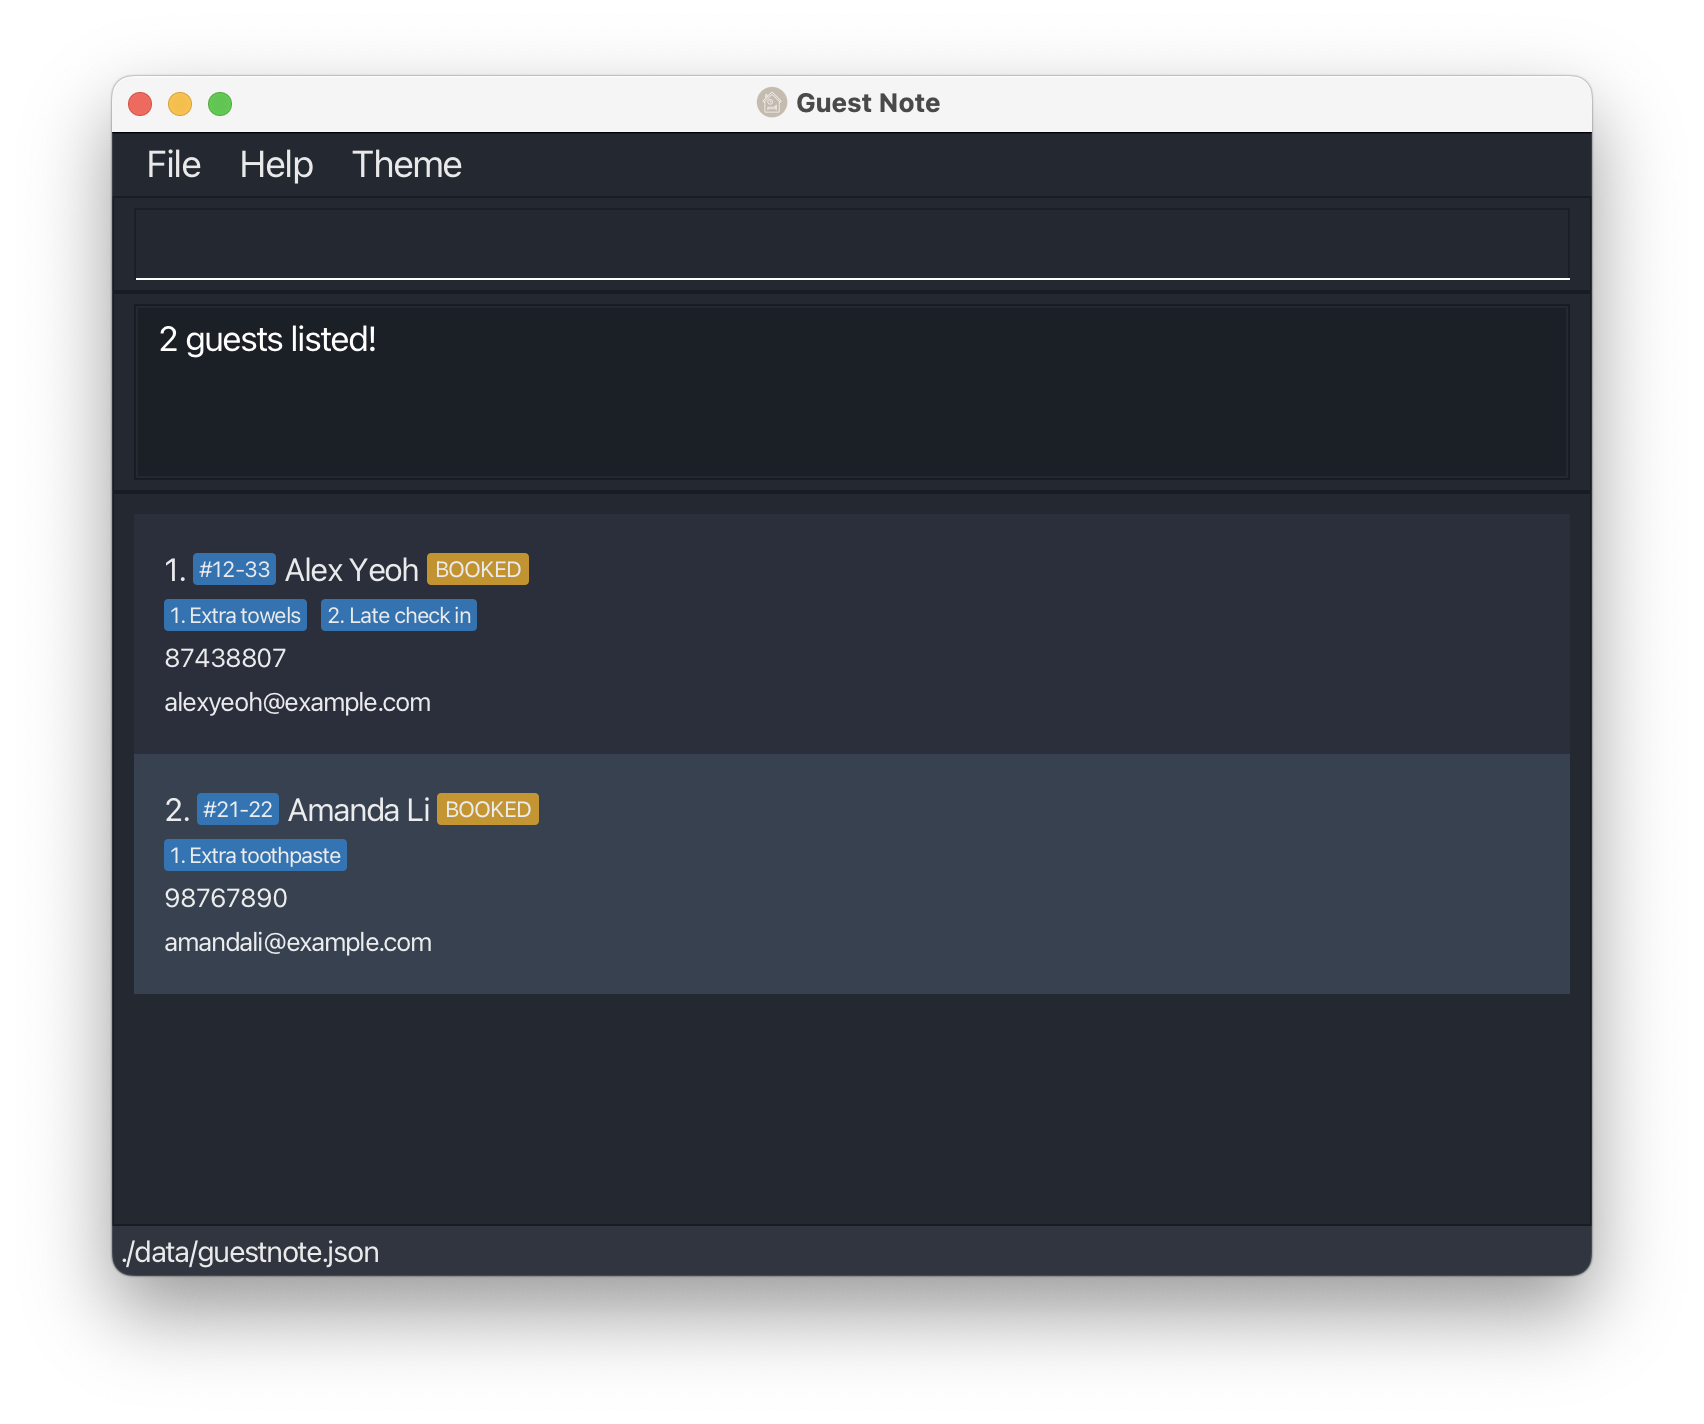 Guest Note
File Help Theme
2 guests listed!
1. #12-33 Alex Yeoh BOOKED
1. Extra towels 2. Late check in
87438807
alexyeoh@example.com
2. #21-22 Amanda Li BOOKED
1. Extra toothpaste
98767890
amandali@example.com
./data/guestnote.json